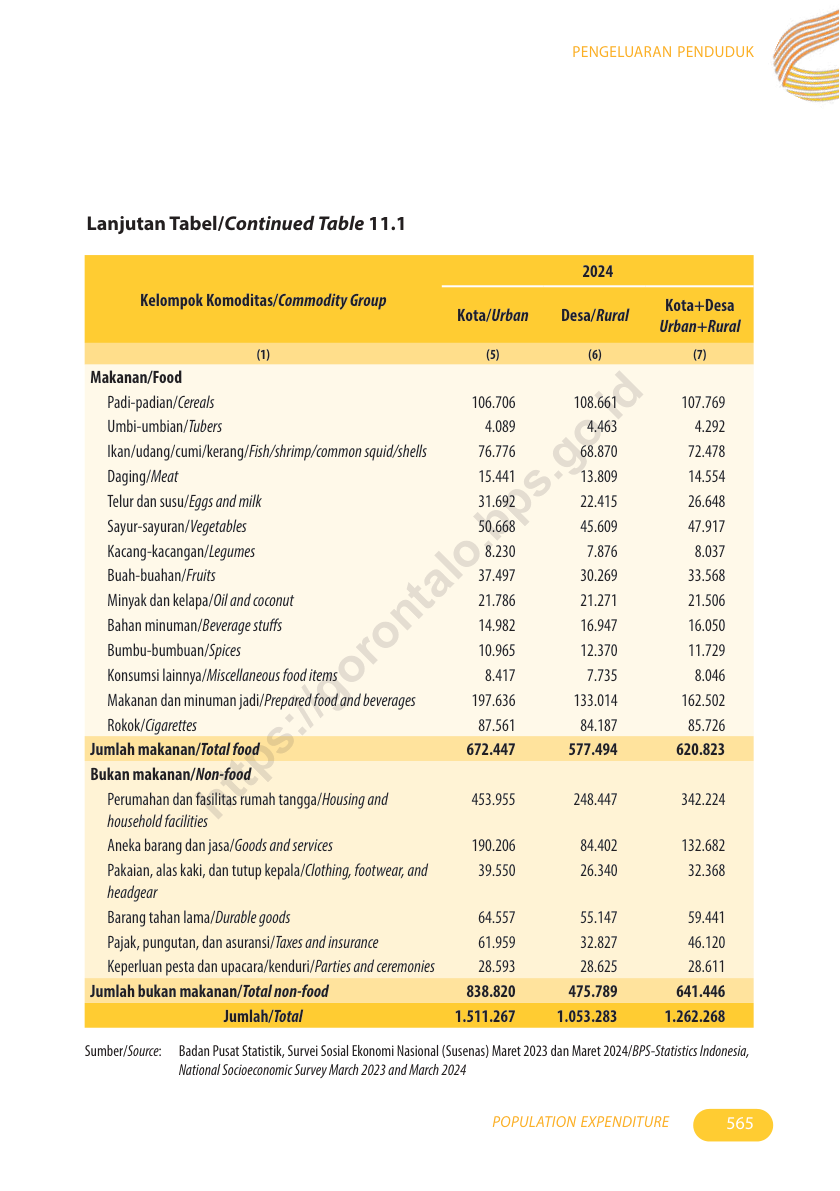 PENGELUARAN PENDUDUK
Lanjutan Tabel/Continued Table 11.1
Kelompok Komoditas/Commodity Group
2024
Kota/Urban Desa/Rural Kota+Desa
Urban+Rural
(1) (5) (6) (7)
Makanan/Food
Padi-padian/Cereals 106.706 108.661 107.769
Umbi-umbian/Tubers 4.089 4.463 4.292
Ikan/udang/cumi/kerang/Fish/shrimp/common squid/shells 76.776 68.870 72.478
Daging/Meat 15.441 13.809 14.554
Telur dan susu/Eggs and milk 31.692 22.415 26.648
Sayur-sayuran/Vegetables 50.668 45.609 47.917
Kacang-kacangan/Legumes 8.230 7.876 8.037
Buah-buahan/Fruits 37.497 30.269 33.568
Minyak dan kelapa/Oil and coconut 21.786 21.271 21.506
Bahan minuman/Beverage stuffs 14.982 16.947 16.050
Bumbu-bumbuan/Spices 10.965 12.370 11.729
Konsumsi lainnya/Miscellaneous food items 8.417 7.735 8.046
Makanan dan minuman jadi/Prepared food and beverages 197.636 133.014 162.502
Rokok/Cigarettes 87.561 84.187 85.726
Jumlah makanan/Total food 672.447 577.494 620.823
Bukan makanan/Non-food
Perumahan dan fasilitas rumah tangga/Housing and 453.955 248.447 342.224
household facilities
Aneka barang dan jasa/Goods and services 190.206 84.402 132.682
Pakaian, alas kaki, dan tutup kepala/Clothing, footwear, and 39.550 26.340 32.368
headgear
Barang tahan lama/Durable goods 64.557 55.147 59.441
Pajak, pungutan, dan asuransi/Taxes and insurance 61.959 32.827 46.120
Keperluan pesta dan upacara/kenduri/Parties and ceremonies 28.593 28.625 28.611
Jumlah bukan makanan/Total non-food 838.820 475.789 641.446
Jumlah/Total 1.511.267 1.053.283 1.262.268
https://gorontalo.bps.go.id
Sumber/Source: Badan Pusat Statistik, Survei Sosial Ekonomi Nasional (Susenas) Maret 2023 dan Maret 2024/BPS-Statistics Indonesia,
National Socioeconomic Survey March 2023 and March 2024
POPULATION EXPENDITURE 565